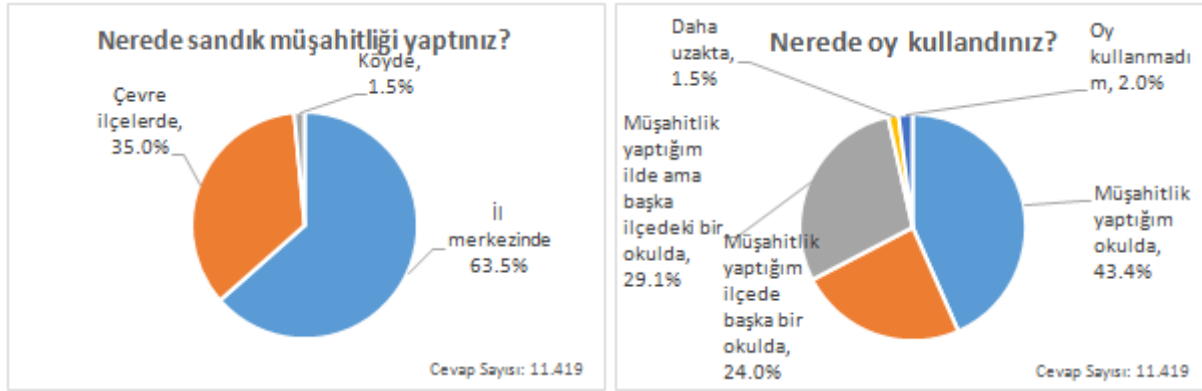 Nerede sandık müşahitliği yaptınız?
Köyde,
1.5%
Çevre
ilçelerde,
35.0%
İl
merkezinde
63.5%
Cevap Sayısı: 11.419
Nerede oy kullandınız?
Daha
uzakta,
1.5%
Oy
kullanmadı
m, 2.0%
Müşahitlik
yaptığım
ilde ama
başka
ilçedeki bir
okulda,
29.1%
Müşahitlik
yaptığım
ilçede
başka bir
okulda,
24.0%
Müşahitlik
yaptığım
okulda,
43.4%
Cevap Sayısı: 11.419